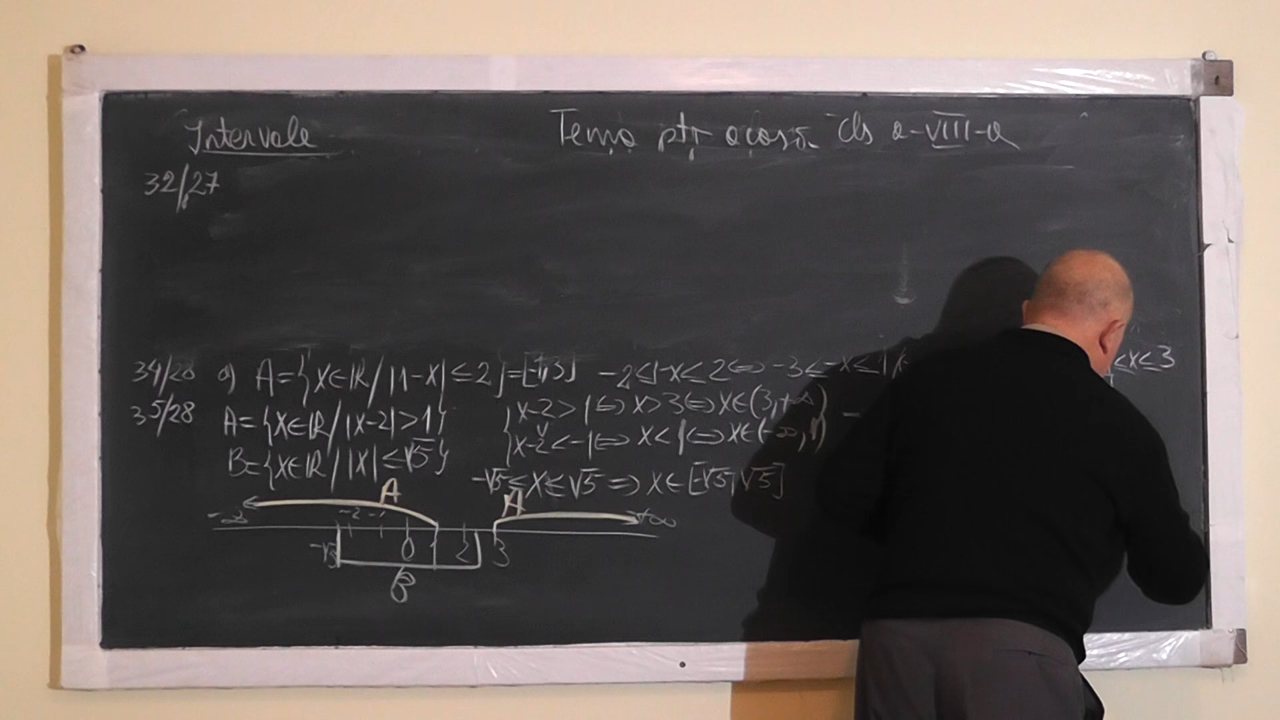 Intervale
Tema ptr acasă Cls a-VIII-a
32/27
34/28 a) A={x∈ℝ/|1-x|≤2}=[-1,3] -2≤1-x≤2⇔-3≤-x≤1/ ≤x≤3
35/28 A={x∈ℝ/|x-2|>1} x-2>1⇔x>3⇔x∈(3,+∞)
x-2<-1⇔x<1⇔x∈(-∞,1)
B={x∈ℝ/|x|≤√5} -√5≤x≤√5⇒x∈[-√5,√5]
A A
-∞ -2 -1 +∞
-√5 0 1 2 3
B